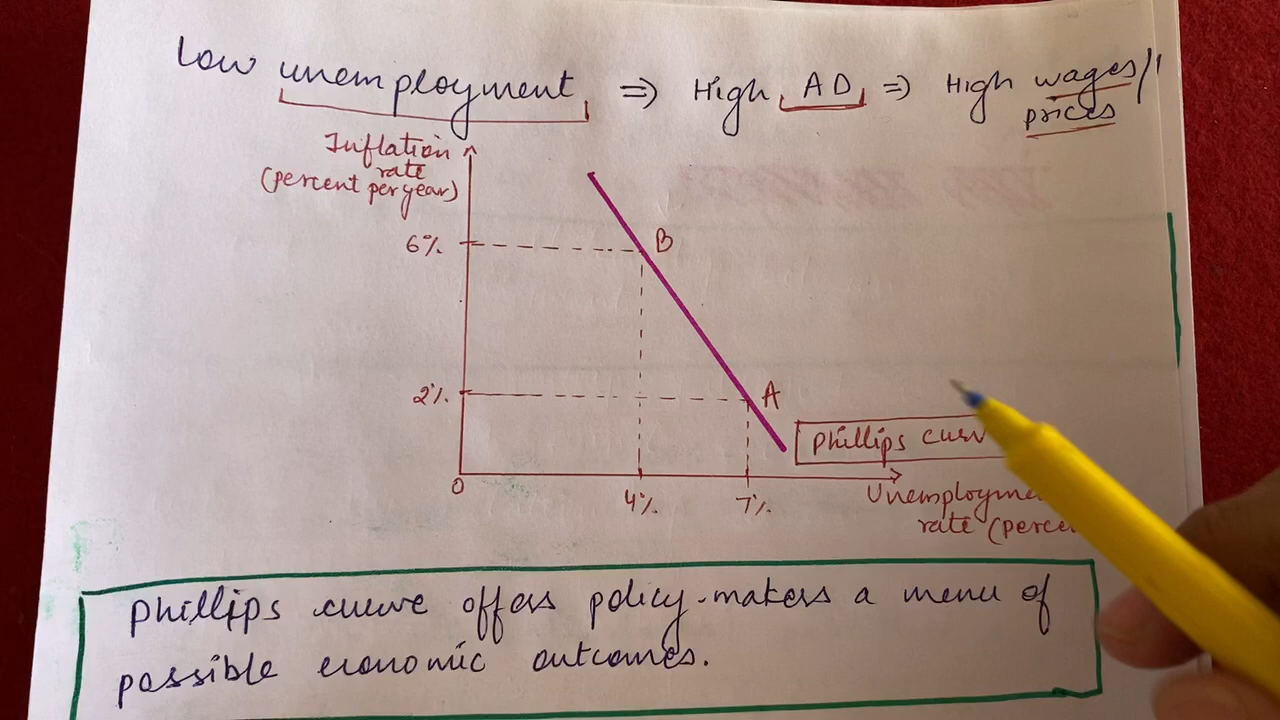 Low unemployment => High AD => High wages/
prices
Inflation
rate
(percent per year)
6%
B
2%
A
Phillips curv
0
4%
7%
Unemployme
rate (perce
Phillips curve offers policy-makers a menu of
possible economic outcomes.